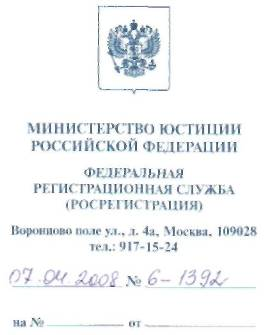 МИНИСТЕРСТВО ЮСТИЦИИ
РОССИЙСКОЙ ФЕДЕРАЦИИ
ФЕДЕРАЛЬНАЯ
РЕГИСТРАЦИОННАЯ СЛУЖБА
(РОСРЕГИСТРАЦИЯ)
Воронцово поле ул., д. 4а, Москва, 109028
тел.: 917-15-24
07.04 2008 № 6-1392
на № от